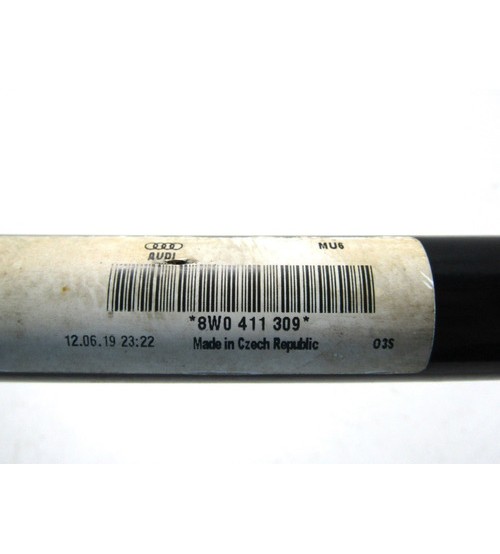 AUDI
MU6
*8W0 411 309*
12.06.19 23:22 Made in Czech Republic 03S